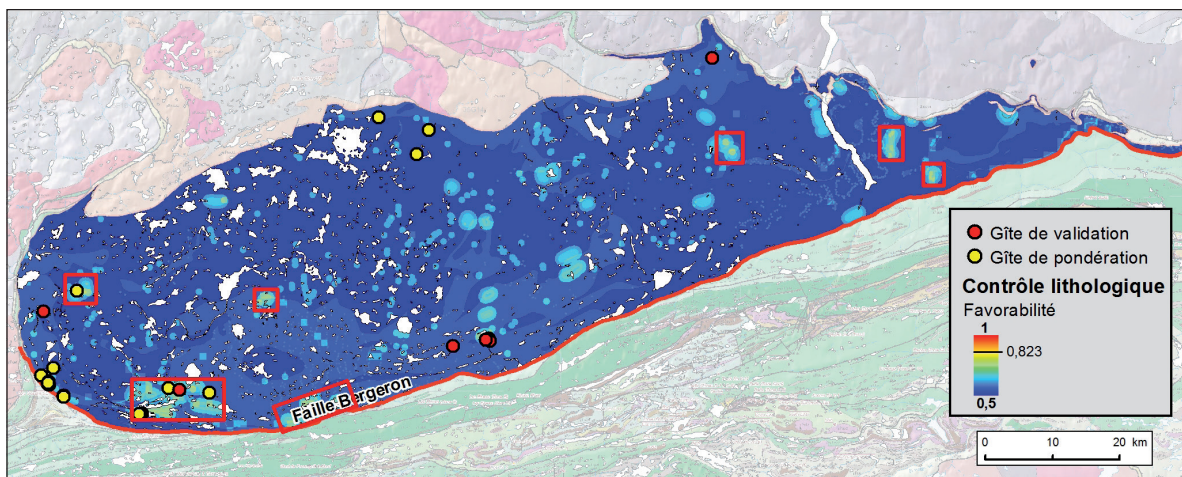 Faille Bergeron
Gîte de validation
Gîte de pondération
Contrôle lithologique
Favorabilité
1
0,823
0,5
0 10 20 km